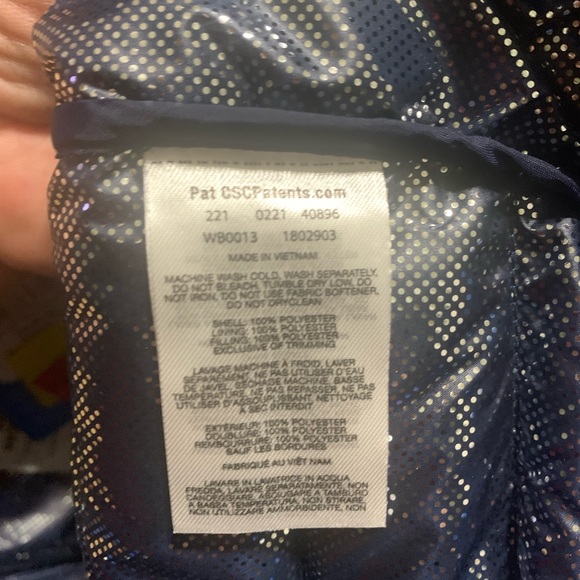 Pat CSCPatents.com
221 0221 40896
WB0013 1802903
MADE IN VIETNAM
MACHINE WASH COLD, WASH SEPARATELY,
DO NOT BLEACH, TUMBLE DRY LOW, DO
NOT IRON, DO NOT USE FABRIC SOFTENER,
DO NOT DRYCLEAN
SHELL: 100% POLYESTER
LINING: 100% POLYESTER
FILLING: 100% POLYESTER
EXCLUSIVE OF TRIMMING
LAVAGE MACHINE À FROID, LAVER
SÉPARÉMENT, NE PAS UTILISER D'EAU
DE JAVEL, SÉCHAGE MACHINE, BASSE
TEMPÉRATURE, NE PAS REPASSER, NE PAS
UTILISER D'ASSOUPLISSANT, NETTOYAGE
À SEC INTERDIT
EXTÉRIEUR: 100% POLYESTER
DOUBLURE: 100% POLYESTER
REMBOURRURE: 100% POLYESTER
SAUF LES BORDURES
FABRIQUÉ AU VIÊT NAM
LAVARE IN LAVATRICE IN ACQUA
FREDDA, LAVARE SEPARATAMENTE, NON
CANDEGGIARE, ASCIUGARE A TAMBURO
A BASSA TEMPERATURA, NON STIRARE,
NON UTILIZZARE AMMORBIDENTE, NON